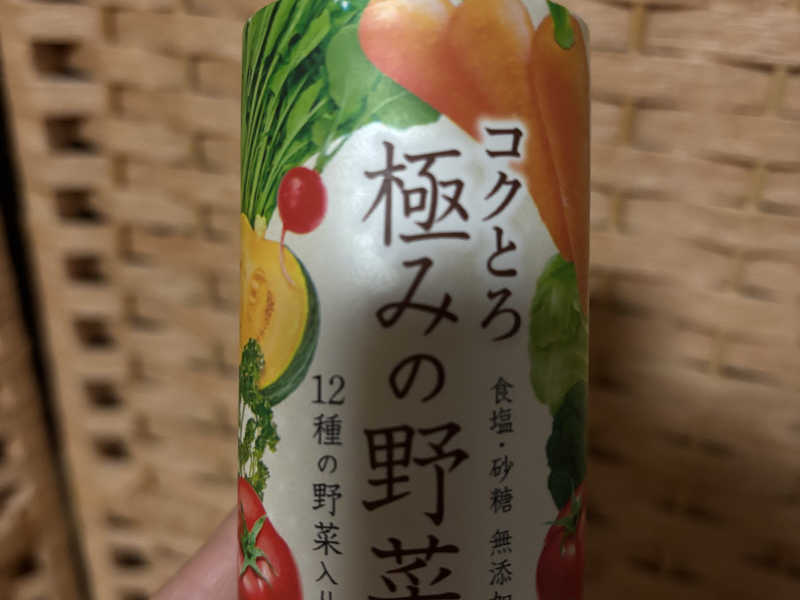 コクとろ
極みの野菜
食塩・砂糖 無添加
12種の野菜入り